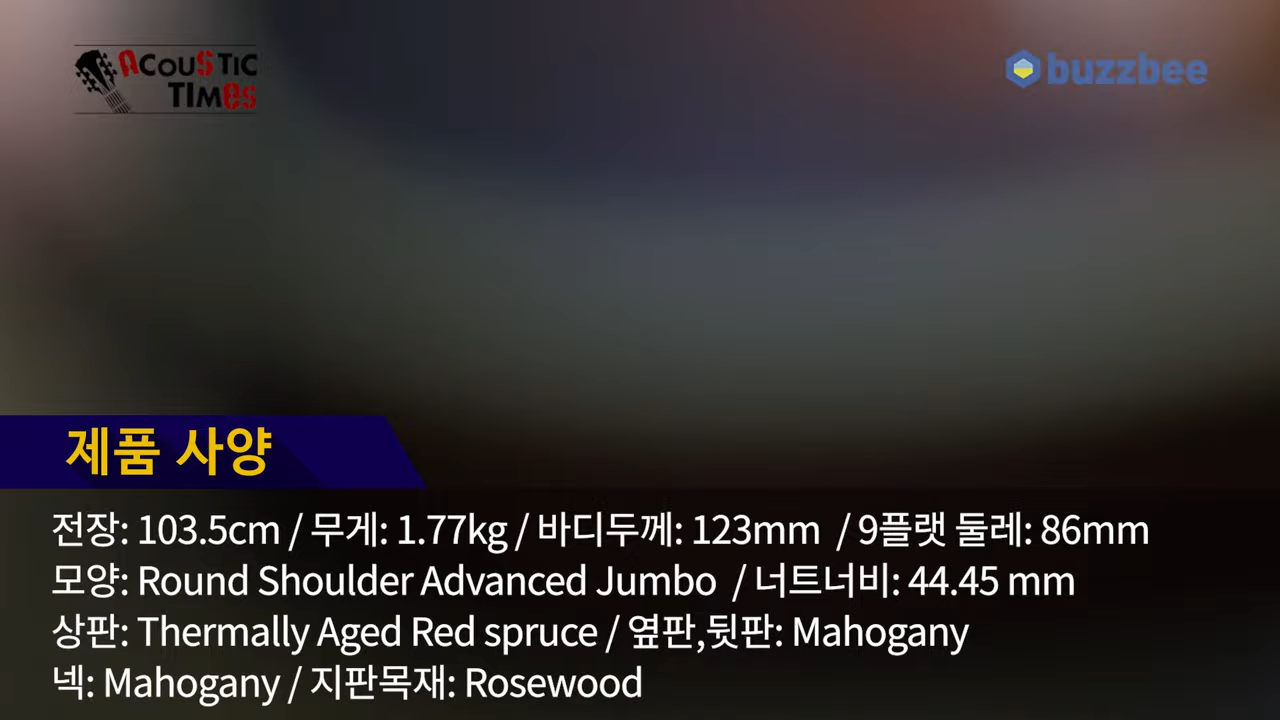 ACOUSTIC
TIMES
buzzbee
제품 사양
전장: 103.5cm / 무게: 1.77kg / 바디두께: 123mm / 9플랫 둘레: 86mm
모양: Round Shoulder Advanced Jumbo / 너트너비: 44.45 mm
상판: Thermally Aged Red spruce / 옆판,뒷판: Mahogany
넥: Mahogany / 지판목재: Rosewood